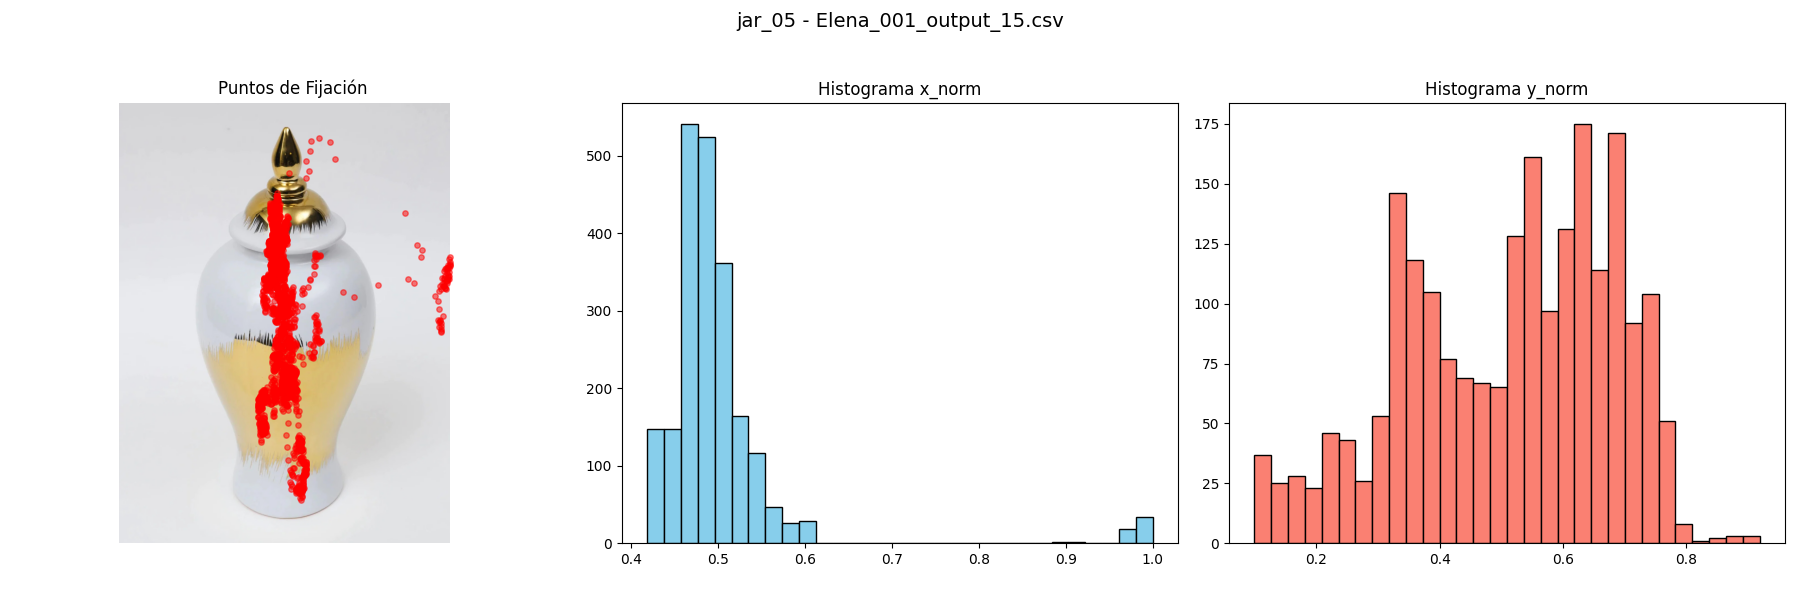 jar_05 - Elena_001_output_15.csv
Puntos de Fijación
Histograma x_norm
500
400
300
200
100
0
0.4 0.5 0.6 0.7 0.8 0.9 1.0
Histograma y_norm
175
150
125
100
75
50
25
0
0.2 0.4 0.6 0.8